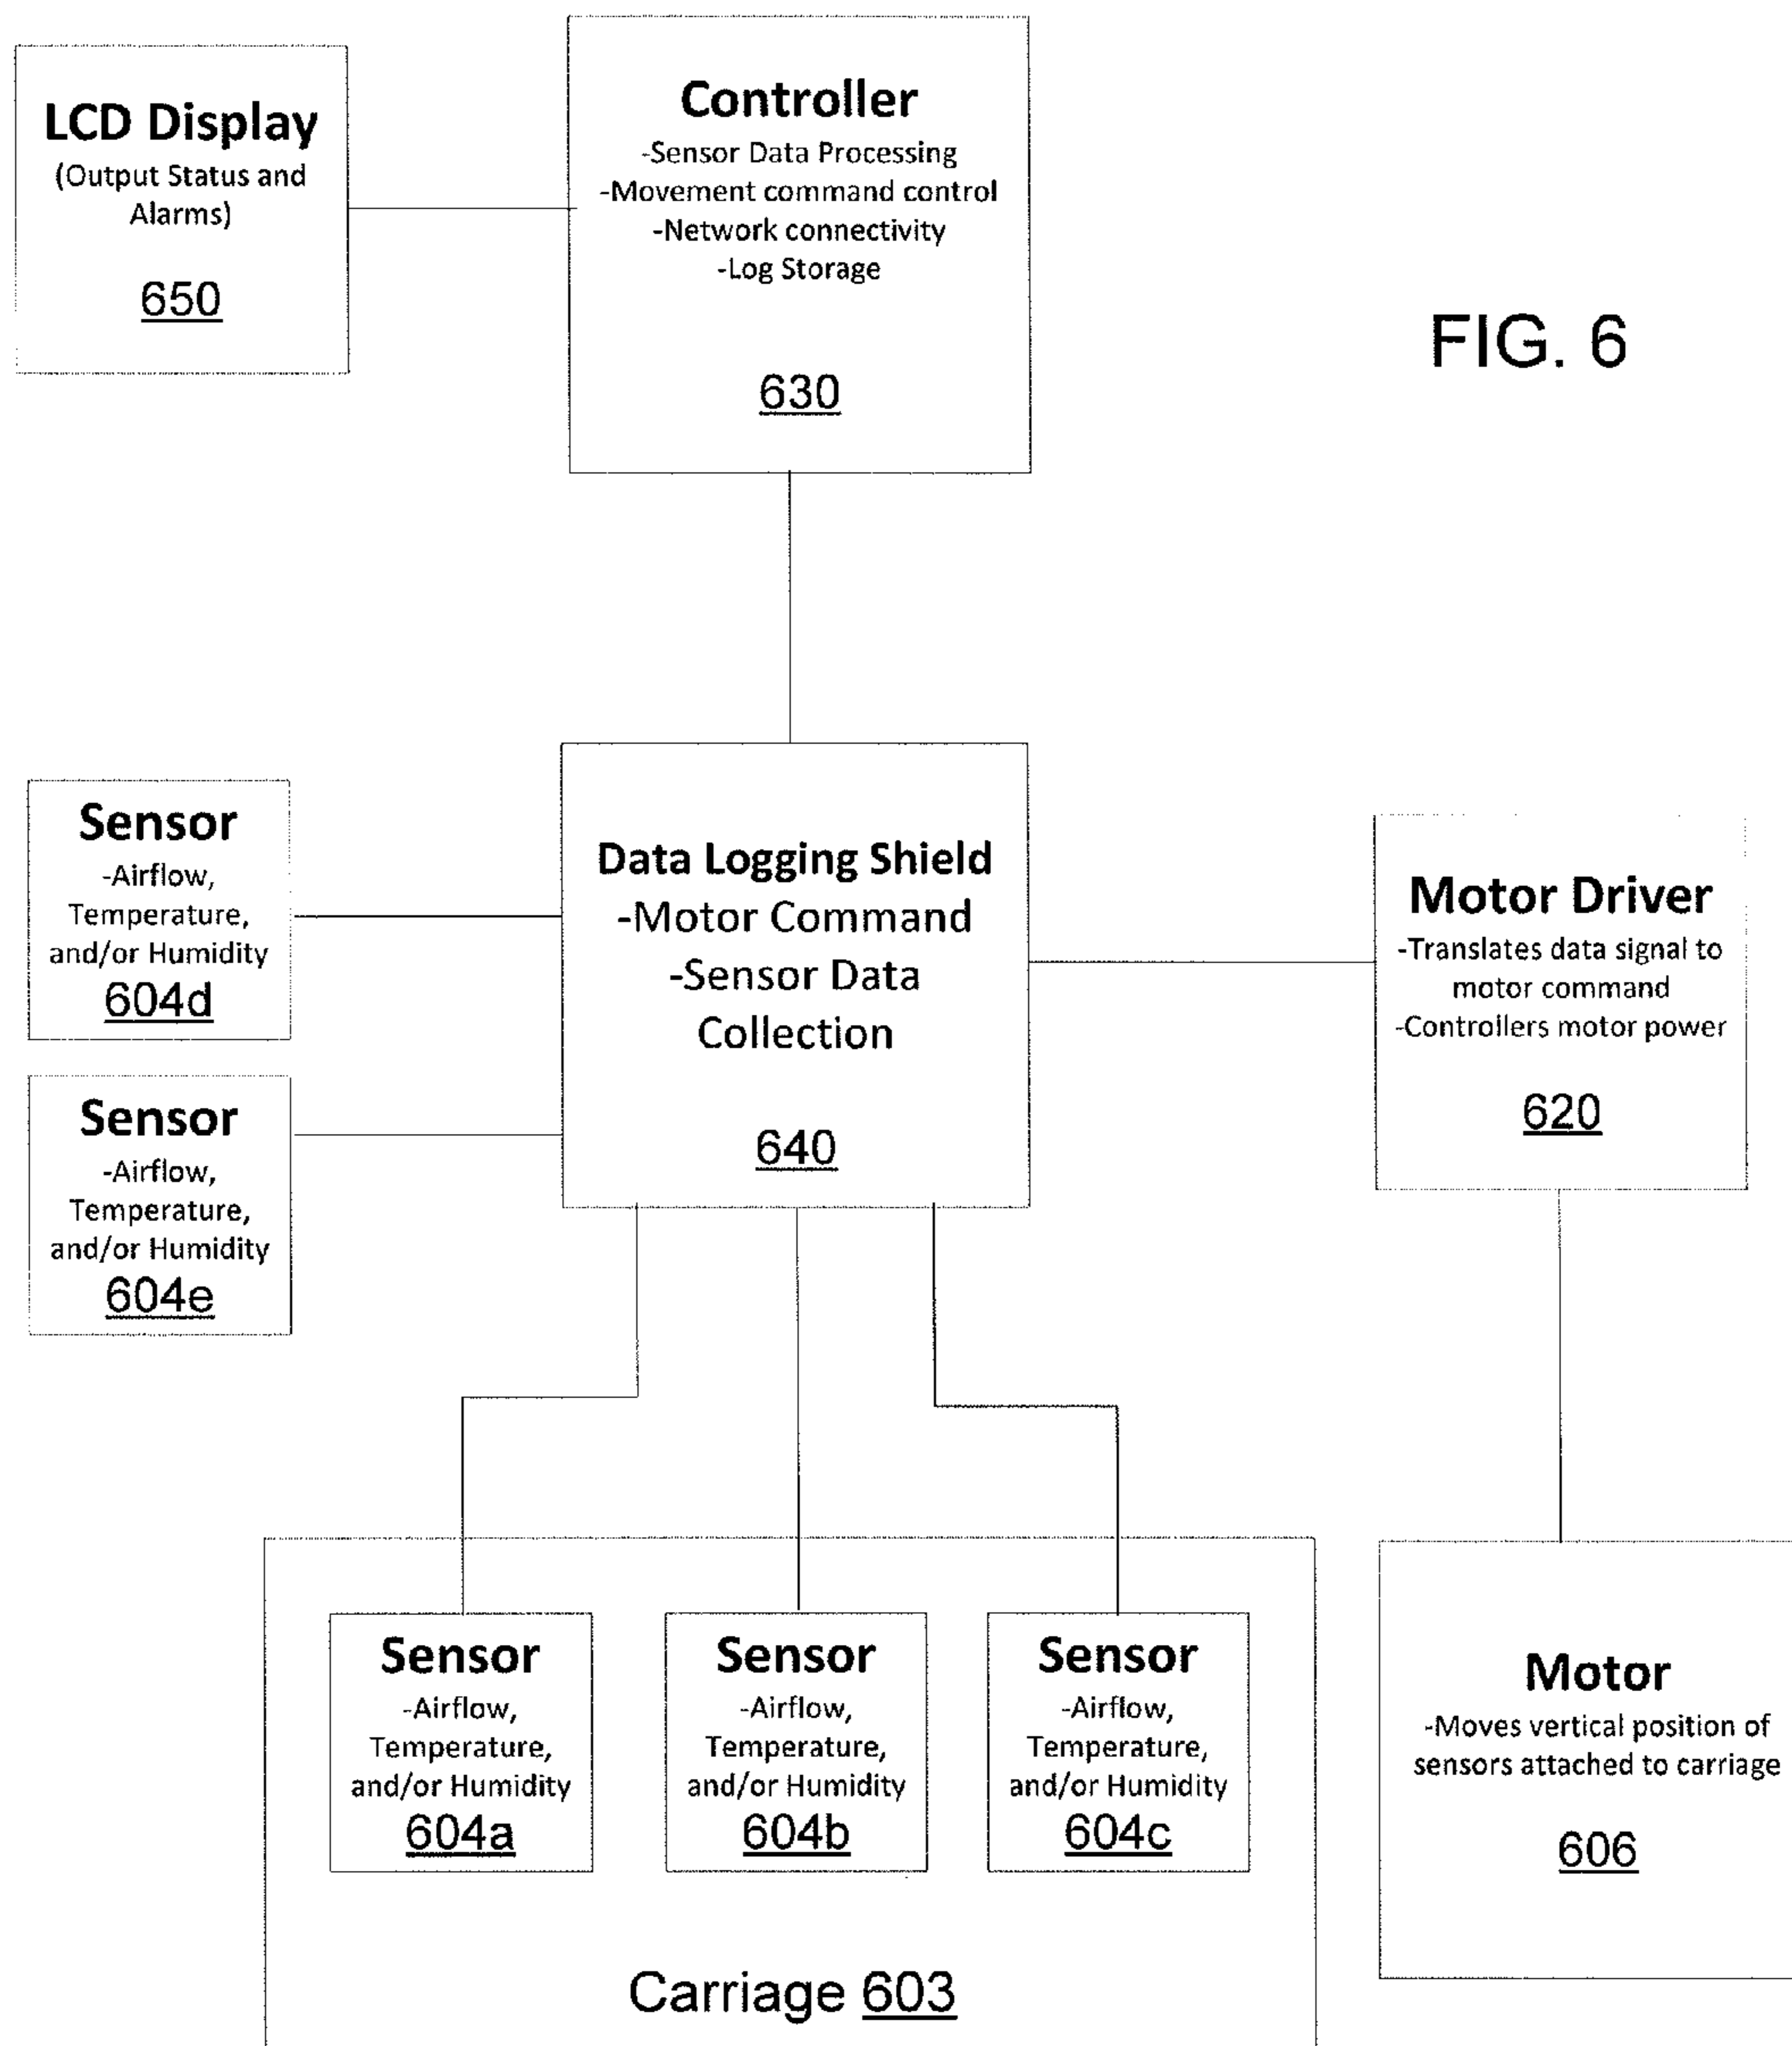 LCD Display
(Output Status and
Alarms)
650
Controller
-Sensor Data Processing
-Movement command control
-Network connectivity
-Log Storage
630
FIG. 6
Sensor
-Airflow,
Temperature,
and/or Humidity
604d
Sensor
-Airflow,
Temperature,
and/or Humidity
604e
Data Logging Shield
-Motor Command
-Sensor Data
Collection
640
Motor Driver
-Translates data signal to
motor command
-Controllers motor power
620
Sensor
-Airflow,
Temperature,
and/or Humidity
604a
Sensor
-Airflow,
Temperature,
and/or Humidity
604b
Sensor
-Airflow,
Temperature,
and/or Humidity
604c
Carriage 603
Motor
-Moves vertical position of
sensors attached to carriage
606